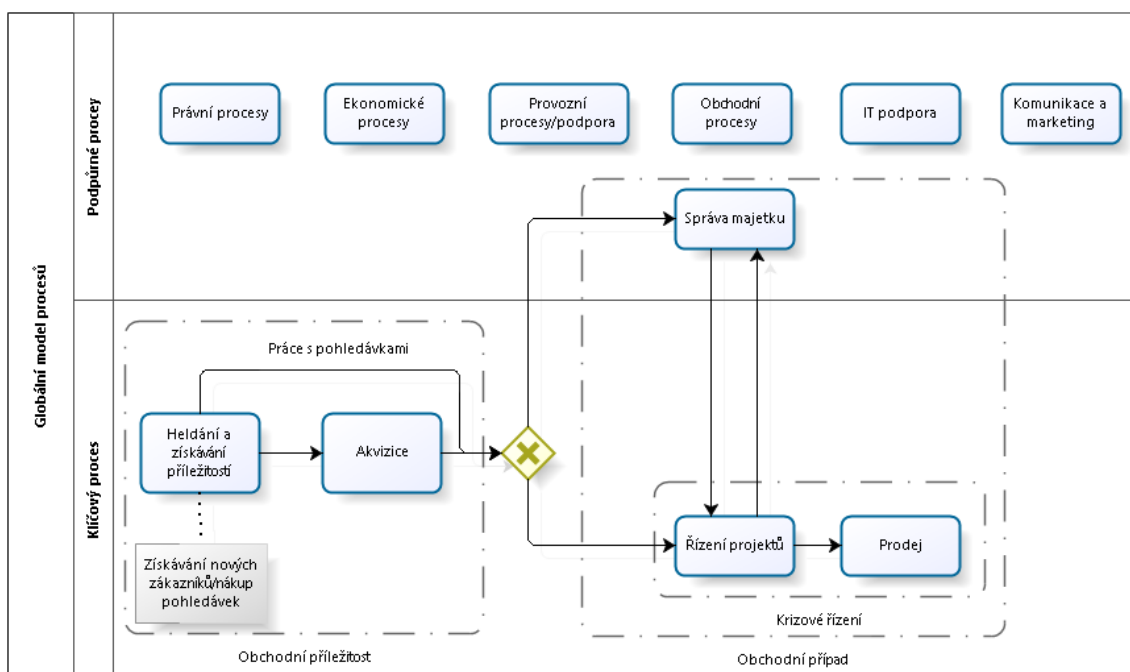 Globální model procesů
Podpůrné procey
Právní procesy
Ekonomické
procesy
Provozní
procesy/podpora
Obchodní
procesy
IT podpora
Komunikace a
marketing
Správa majetku
Klíčový proces
Práce s pohledávkami
Heldání a
získávání
příležitostí
Akvizice
Získávání nových
zákazníků/nákup
pohledávek
Obchodní příležitost
Řízení projektů
Prodej
Krizové řízení
Obchodní případ